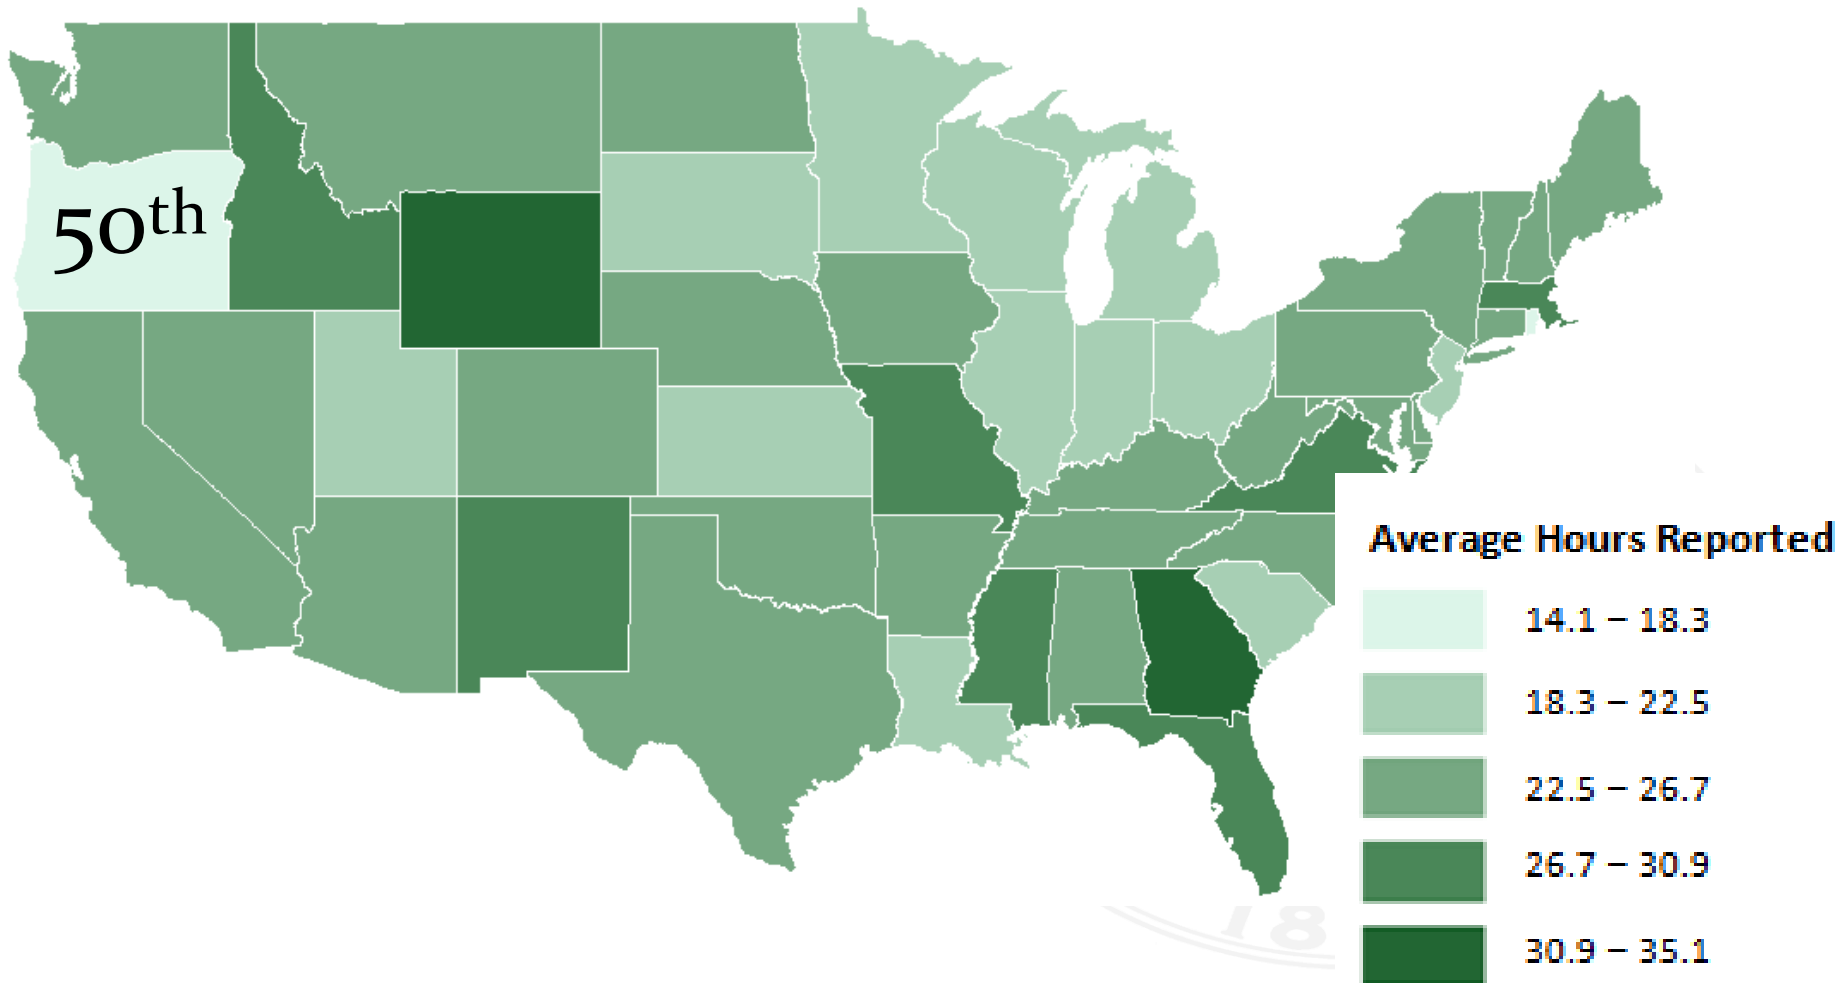 50th
Average Hours Reported
14.1 – 18.3
18.3 – 22.5
22.5 – 26.7
26.7 – 30.9
30.9 – 35.1
18